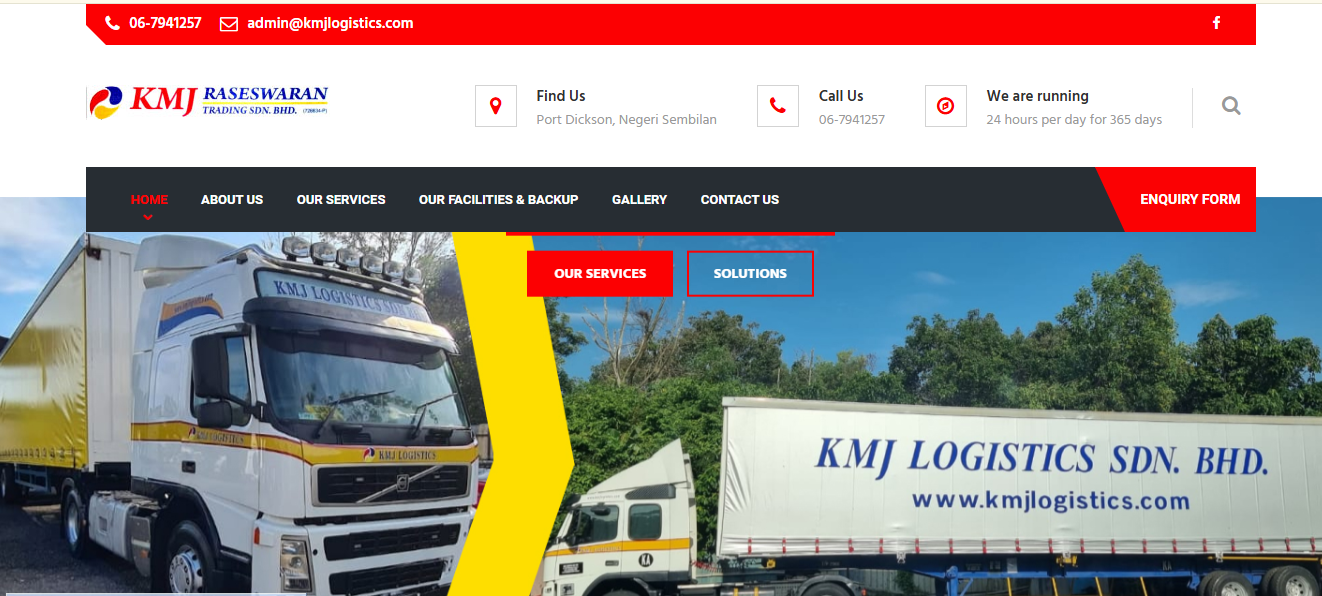 06-7941257 admin@kmjlogistics.com
KMJ RASESWARAN
TRADING SDN. BHD.
Find Us
Port Dickson, Negeri Sembilan
Call Us
06-7941257
We are running
24 hours per day for 365 days
HOME ABOUT US OUR SERVICES OUR FACILITIES & BACKUP GALLERY CONTACT US ENQUIRY FORM
OUR SERVICES SOLUTIONS
KMJ LOGISTICS SDN
KMJ LOGISTICS
KMJ LOGISTICS
KMJ LOGISTICS SDN. BHD.
www.kmjlogistics.com